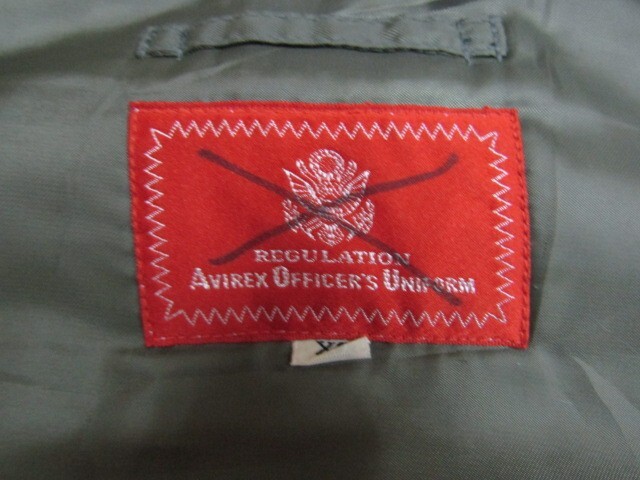 REGULATION
AVIREX OFFICER'S UNIFORM